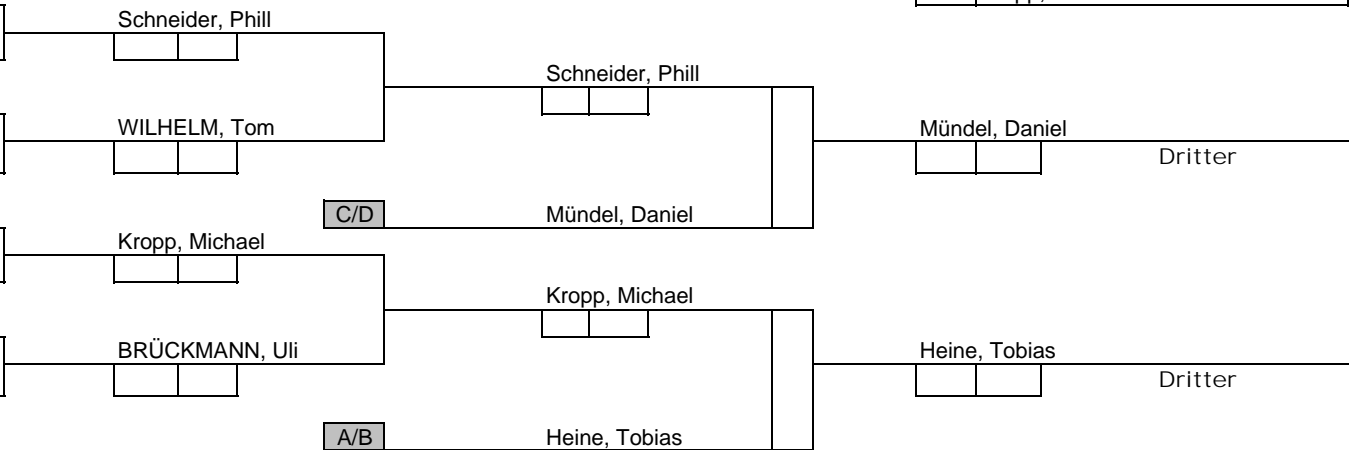 Schneider, Phill
Schneider, Phill
WILHELM, Tom
Mündel, Daniel
Dritter
C/D
Mündel, Daniel
Kropp, Michael
Kropp, Michael
BRÜCKMANN, Uli
Heine, Tobias
Dritter
A/B
Heine, Tobias